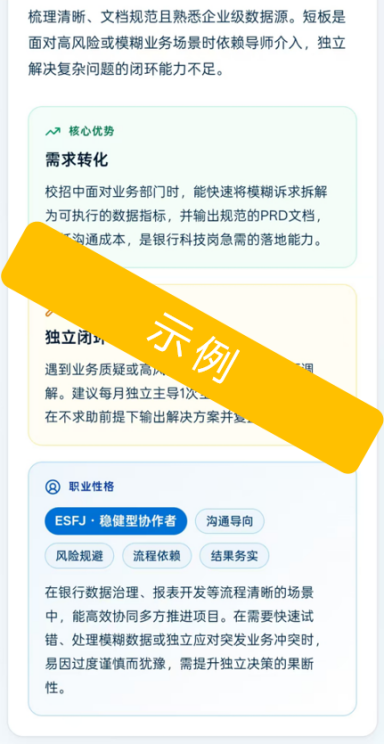 梳理清晰、文档规范且熟悉企业级数据源。短板是
面对高风险或模糊业务场景时依赖导师介入，独立
解决复杂问题的闭环能力不足。
核心优势
需求转化
校招中面对业务部门时，能快速将模糊诉求拆解
为可执行的数据指标，并输出规范的PRD文档，
沟通成本，是银行科技岗急需的落地能力。
示例
独立闭环
遇到业务质疑或高风
解。建议每月独立主导1次
在不求助前提下输出解决方案并复
职业性格
ESFJ · 稳健型协作者
沟通导向
风险规避
流程依赖
结果务实
在银行数据治理、报表开发等流程清晰的场景
中，能高效协同多方推进项目。在需要快速试
错、处理模糊数据或独立应对突发业务冲突时，
易因过度谨慎而犹豫，需提升独立决策的果断
性。